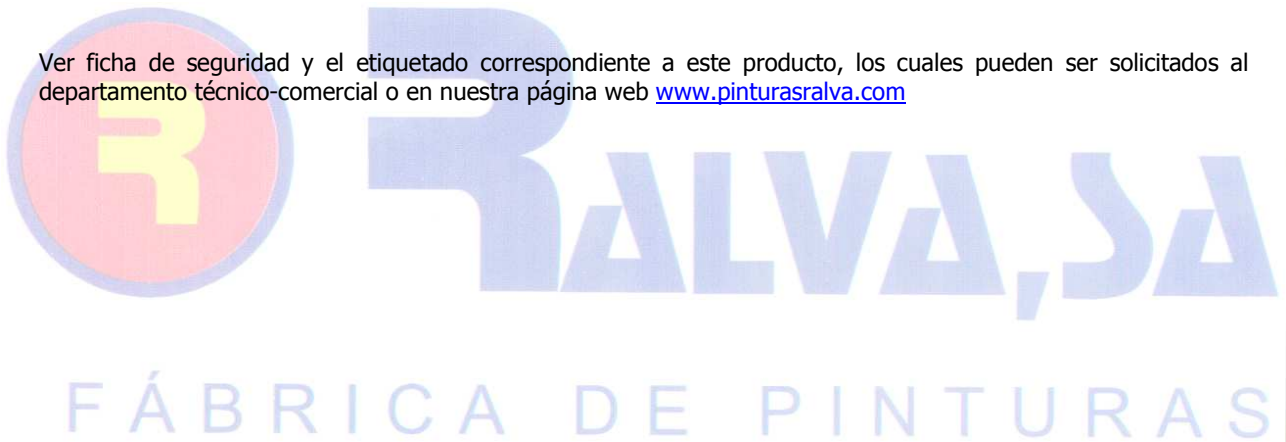 Ver ficha de seguridad y el etiquetado correspondiente a este producto, los cuales pueden ser solicitados al
departamento técnico-comercial o en nuestra página web www.pinturasralva.com
RALVA,SA
FÁBRICA DE PINTURAS